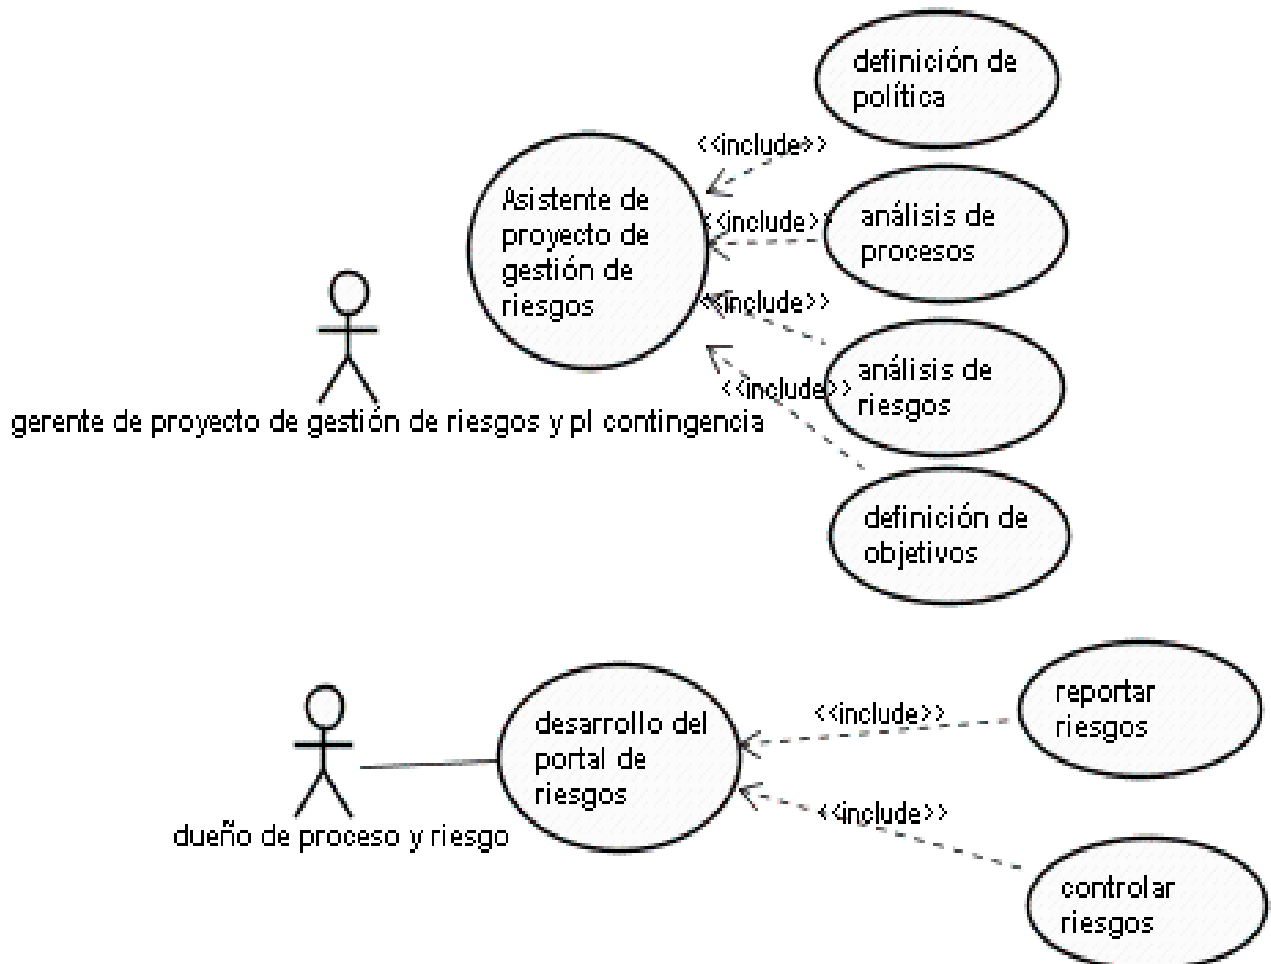 definición de
política
<<include>>
Asistente de
proyecto de
gestión de
riesgos
<<include>>
análisis de
procesos
<<include>>
análisis de
riesgos
<<include>>
gerente de proyecto de gestión de riesgos y pl contingencia
definición de
objetivos
desarrollo del
portal de
riesgos
<<include>>
reportar
riesgos
dueño de proceso y riesgo
<<include>>
controlar
riesgos